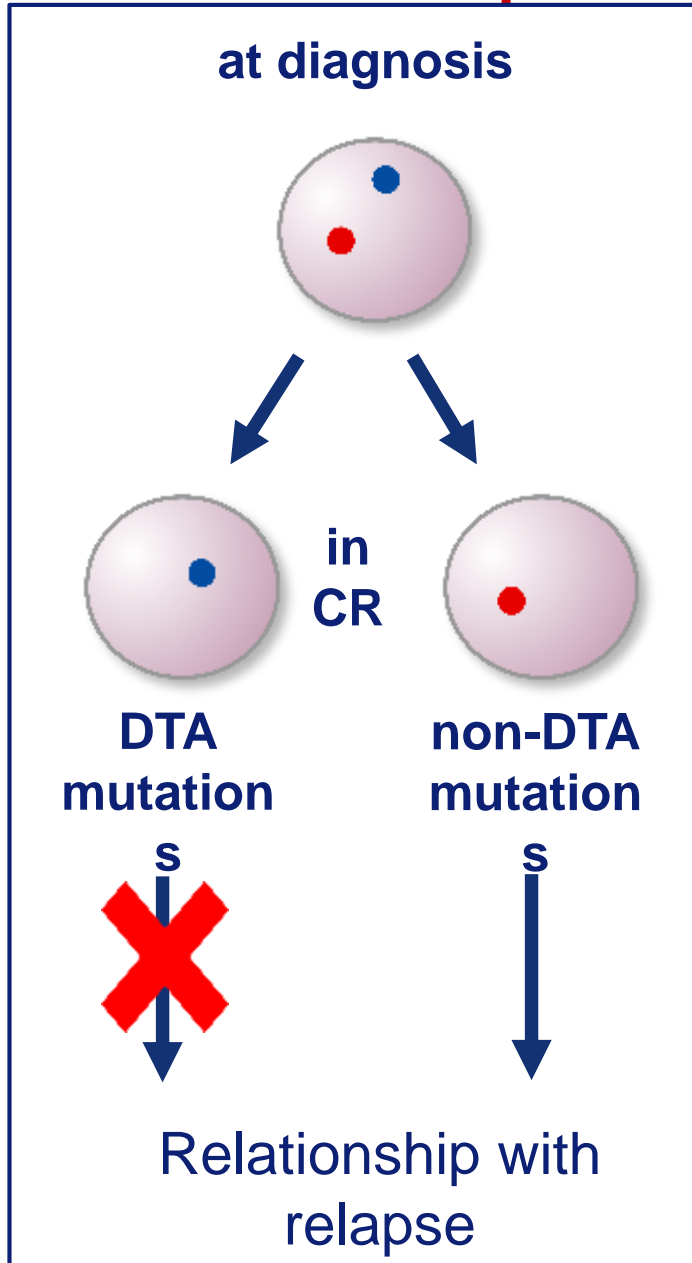 at diagnosis
in
CR
DTA
mutation
s
non-DTA
mutation
s
Relationship with
relapse